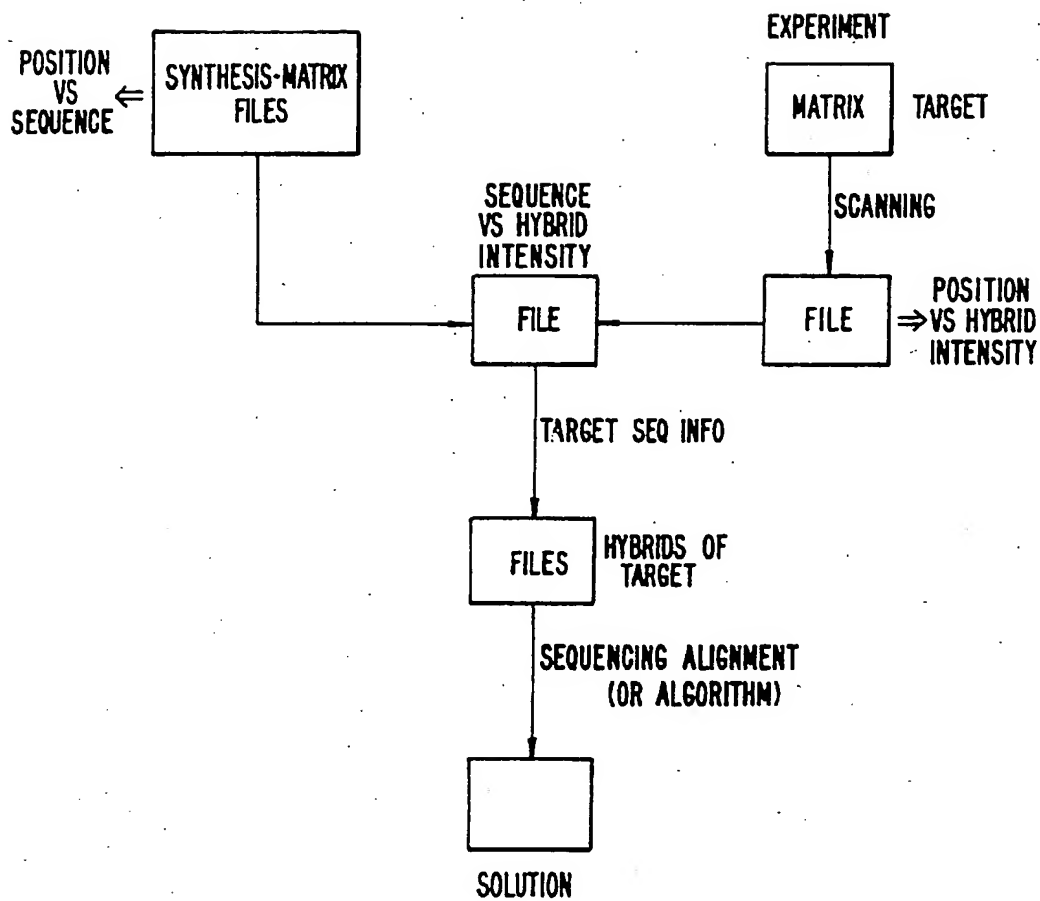 POSITION
VS
SEQUENCE
⇐
SYNTHESIS-MATRIX
FILES
EXPERIMENT
MATRIX
TARGET
SCANNING
SEQUENCE
VS HYBRID
INTENSITY
FILE
FILE
⇒
POSITION
VS HYBRID
INTENSITY
TARGET SEQ INFO
FILES
HYBRIDS OF
TARGET
SEQUENCING ALIGNMENT
(OR ALGORITHM)
SOLUTION